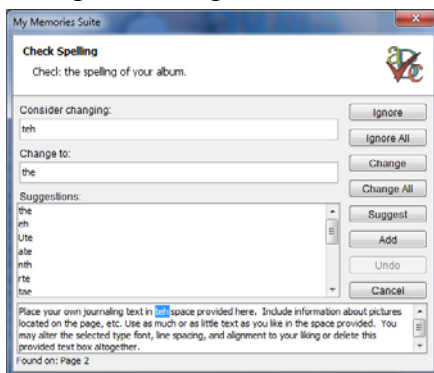 My Memories Suite
Check Spelling
Checl: the spelling of your album.
Consider changing:
teh
Ignore
Ignore All
Change to:
the
Change
Change All
Suggestions:
the
eh
Ute
ate
nth
rte
tae
Suggest
Add
Undo
Cancel
Place your own journaling text in teh space provided here. Include information about pictures
located on the page, etc. Use as much or as little text as you like in the space provided. You
may alter the selected type font, line spacing, and alignment to your liking or delete this
provided text box altogether.
Found on: Page 2